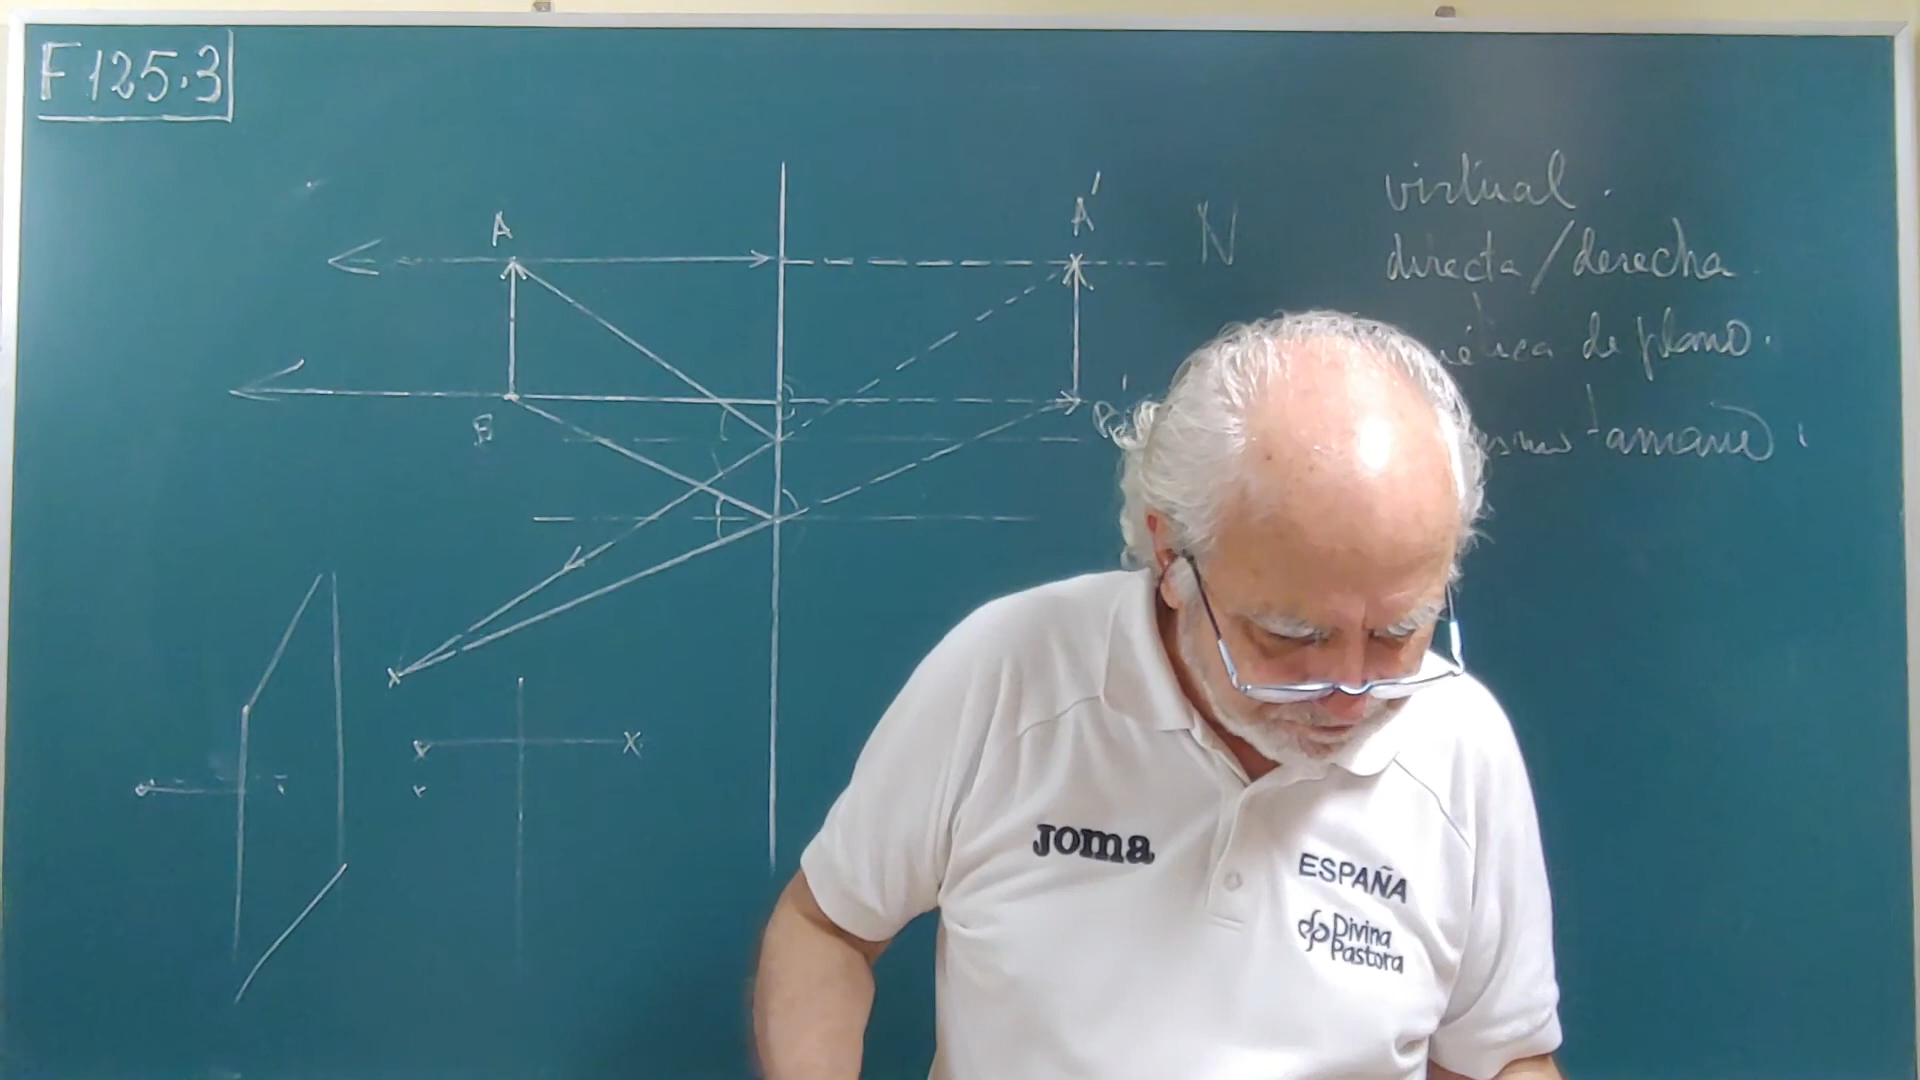 F125.3
A
A'
N
B
virtual.
directa/derecha.
de plano.
tamaño.
JOMA
ESPAÑA
Divina
Pastora